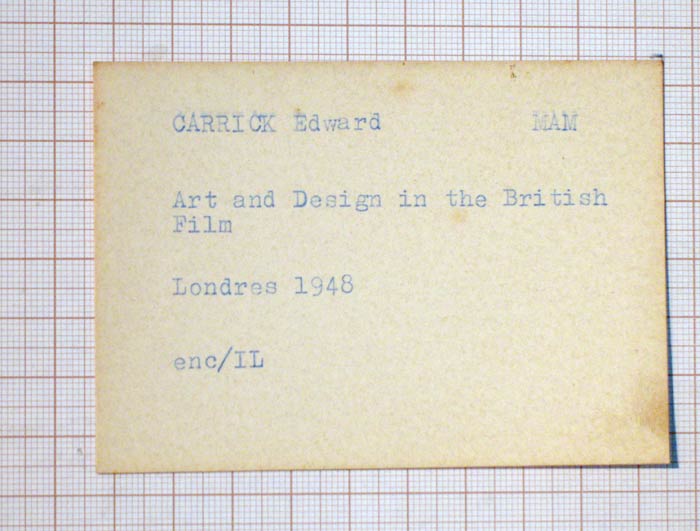 CARRICK Edward MAM
Art and Design in the British
Film
Londres 1948
enc/IL